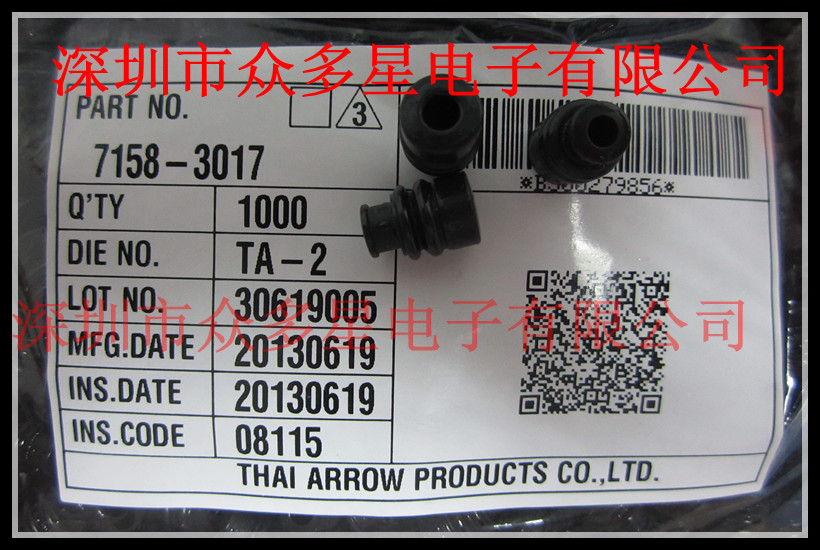 深圳市众多星电子有限公司
PART NO.
3
7158-3017
*B300279856*
Q'TY 1000
DIE NO. TA-2
LOT NO. 30619005
深圳市众多星电子有限公司
MFG.DATE 20130619
INS.DATE 20130619
INS.CODE 08115
THAI ARROW PRODUCTS CO.,LTD.